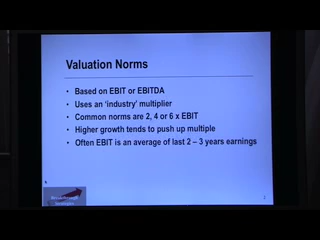 Valuation Norms
• Based on EBIT or EBITDA
• Uses an 'industry' multiplier
• Common norms are 2, 4 or 6 x EBIT
• Higher growth tends to push up multiple
• Often EBIT is an average of last 2 – 3 years earnings
Breakthrough